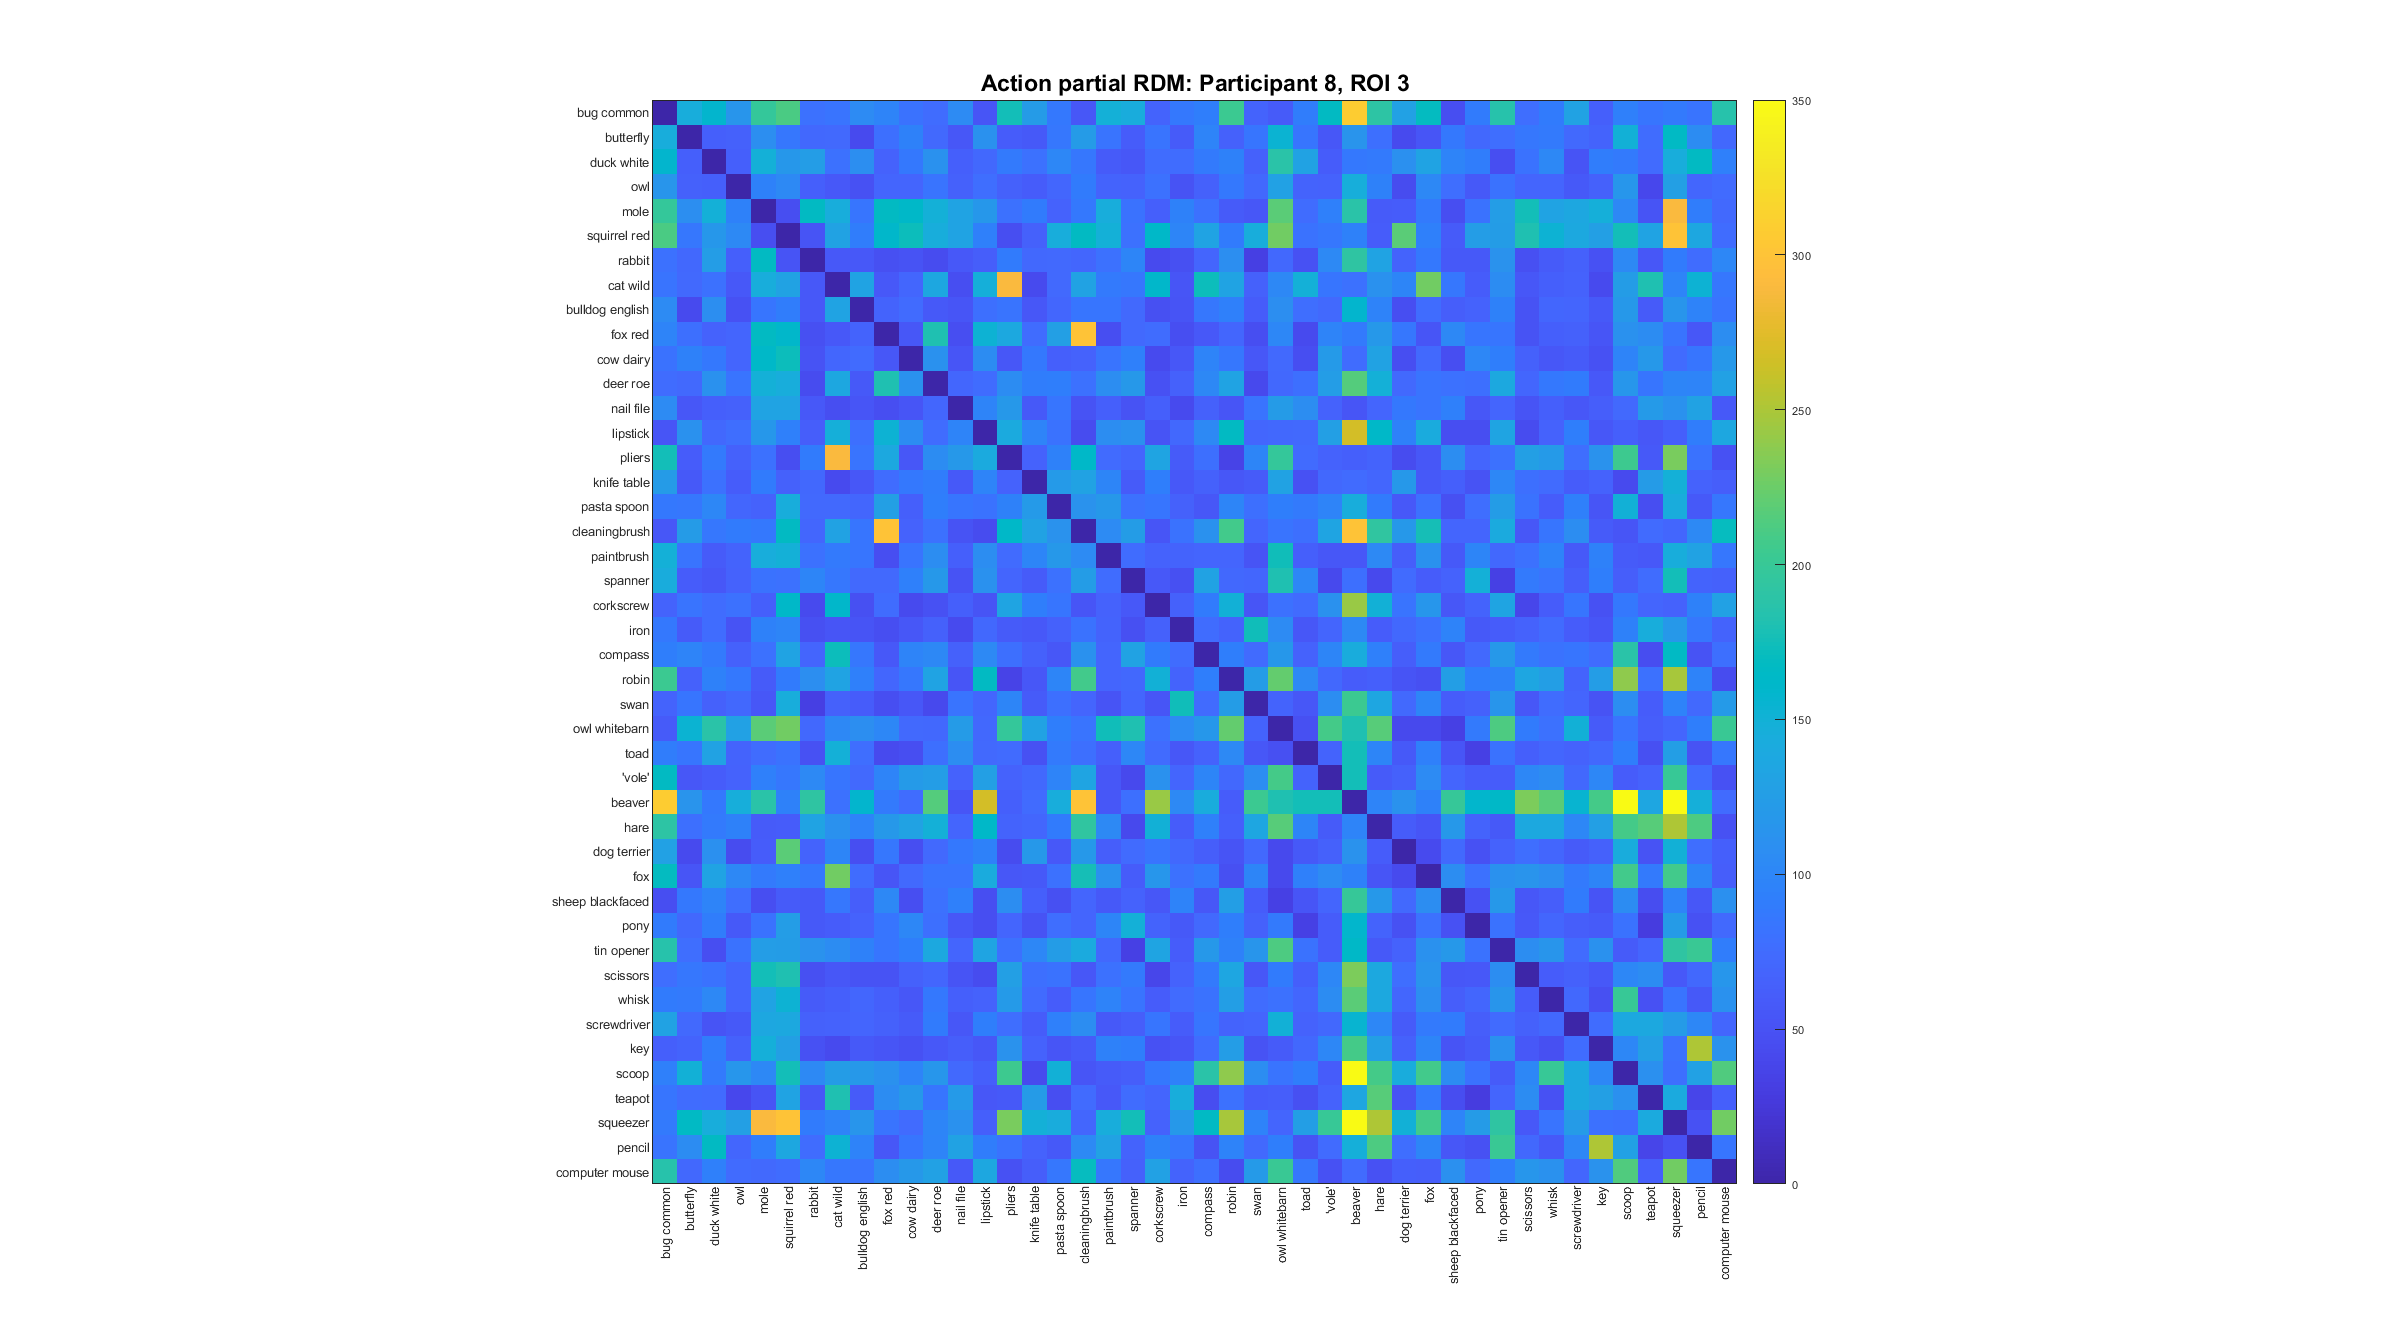 Action partial RDM: Participant 8, ROI 3
bug common
butterfly
duck white
owl
mole
squirrel red
rabbit
cat wild
bulldog english
fox red
cow dairy
deer roe
nail file
lipstick
pliers
knife table
pasta spoon
cleaningbrush
paintbrush
spanner
corkscrew
iron
compass
robin
swan
owl whitebarn
toad
'vole'
beaver
hare
dog terrier
fox
sheep blackfaced
pony
tin opener
scissors
whisk
screwdriver
key
scoop
teapot
squeezer
pencil
computer mouse
bug common
butterfly
duck white
owl
mole
squirrel red
rabbit
cat wild
bulldog english
fox red
cow dairy
deer roe
nail file
lipstick
pliers
knife table
pasta spoon
cleaningbrush
paintbrush
spanner
corkscrew
iron
compass
robin
swan
owl whitebarn
toad
'vole'
beaver
hare
dog terrier
fox
sheep blackfaced
pony
tin opener
scissors
whisk
screwdriver
key
scoop
teapot
squeezer
pencil
computer mouse
350
300
250
200
150
100
50
0